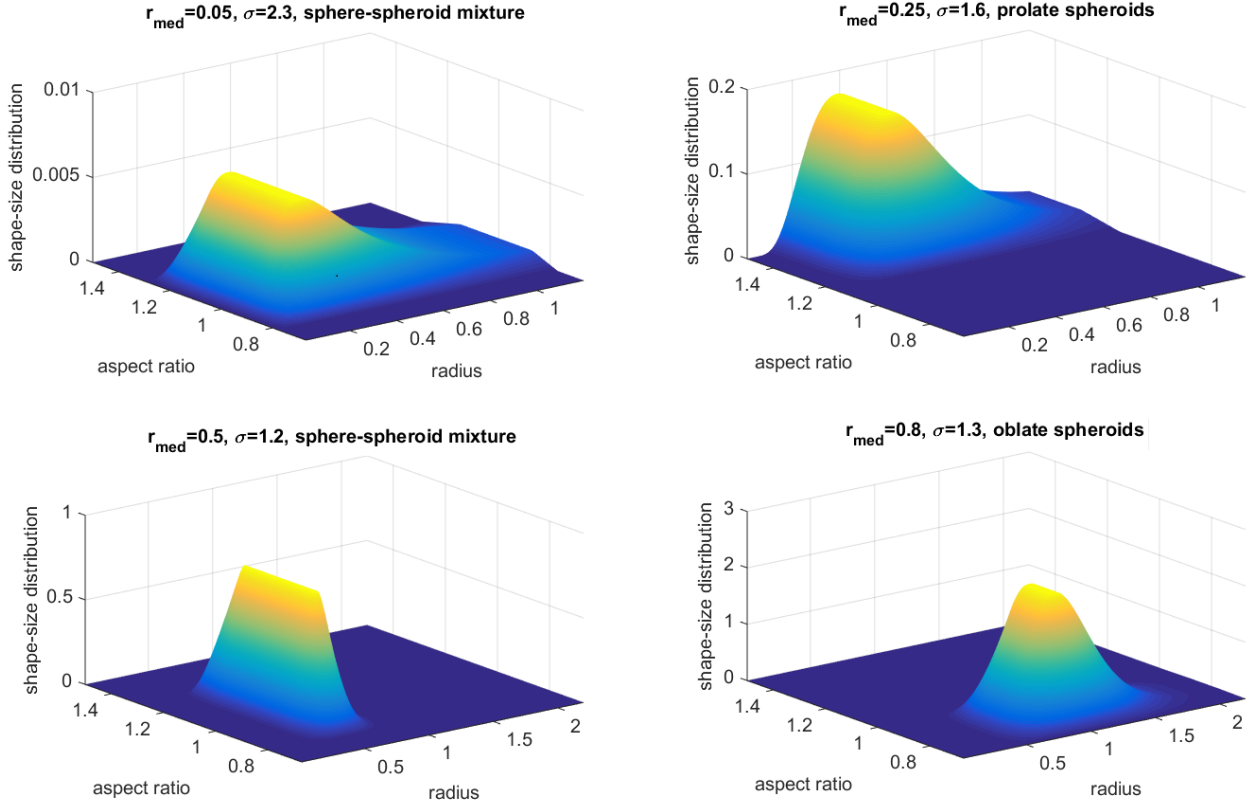 r_med=0.05, σ=2.3, sphere-spheroid mixture
shape-size distribution
0.01
0.005
0
1.4
1.2
1
0.8
aspect ratio
0.2
0.4
0.6
0.8
1
radius
r_med=0.25, σ=1.6, prolate spheroids
shape-size distribution
0.2
0.1
0
1.4
1.2
1
0.8
aspect ratio
0.2
0.4
0.6
0.8
1
radius
r_med=0.5, σ=1.2, sphere-spheroid mixture
shape-size distribution
1
0.5
0
1.4
1.2
1
0.8
aspect ratio
0.5
1
1.5
2
radius
r_med=0.8, σ=1.3, oblate spheroids
shape-size distribution
3
2
1
0
1.4
1.2
1
0.8
aspect ratio
0.5
1
1.5
2
radius